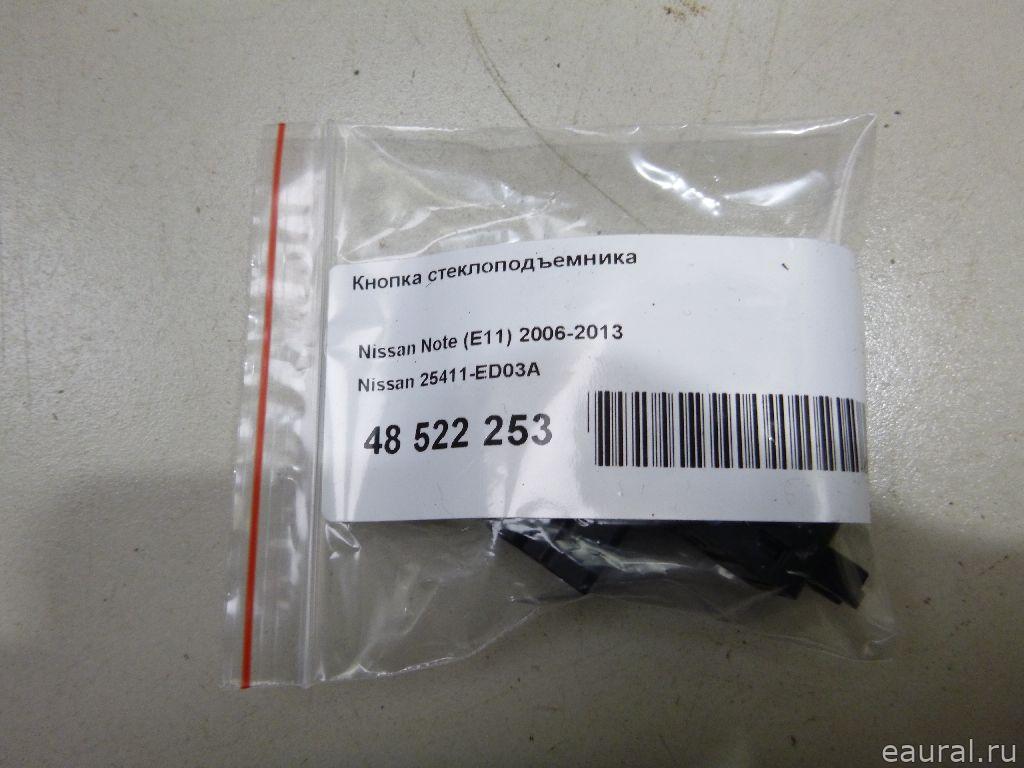 Кнопка стеклоподъемника
Nissan Note (E11) 2006-2013
Nissan 25411-ED03A
48 522 253
eaural.ru